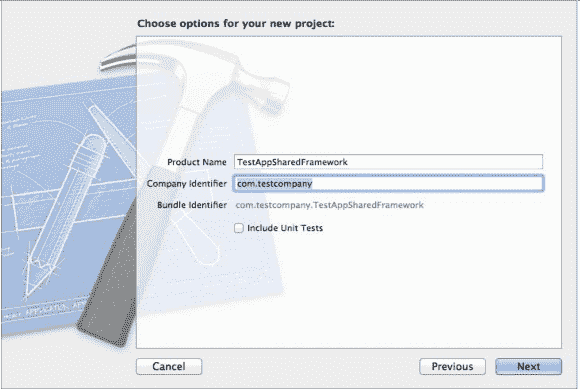 Choose options for your new project:
Product Name TestAppSharedFramework
Company Identifier com.testcompany
Bundle Identifier com.testcompany.TestAppSharedFramework
Include Unit Tests
Cancel Previous Next